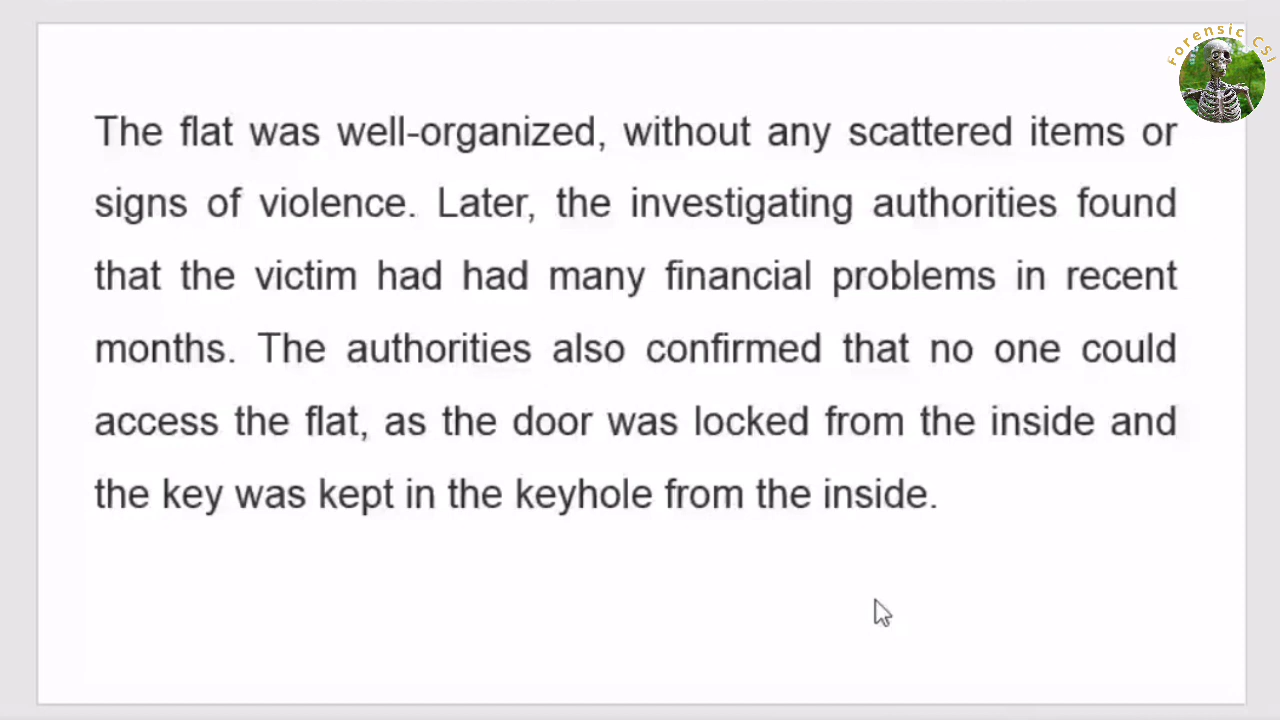 Forensic CSI
The flat was well-organized, without any scattered items or
signs of violence. Later, the investigating authorities found
that the victim had had many financial problems in recent
months. The authorities also confirmed that no one could
access the flat, as the door was locked from the inside and
the key was kept in the keyhole from the inside.